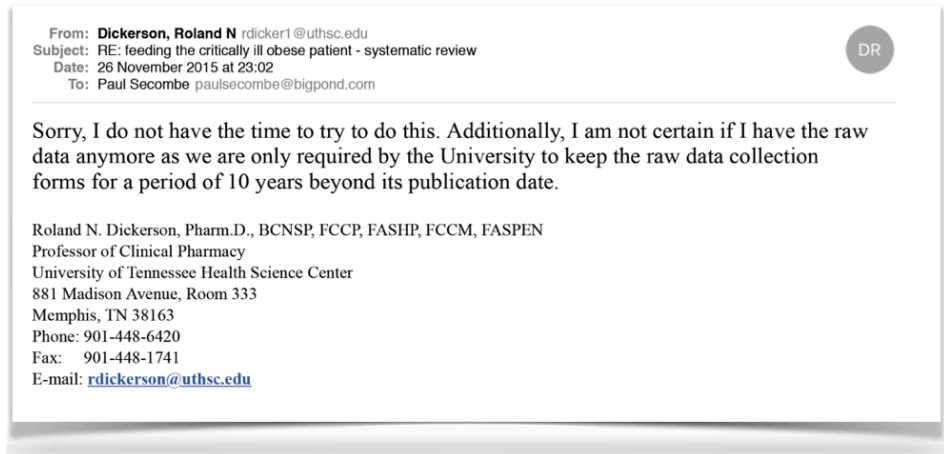 From: Dickerson, Roland N rdicker1@uthsc.edu
Subject: RE: feeding the critically ill obese patient - systematic review
Date: 26 November 2015 at 23:02
To: Paul Secombe paulsecombe@bigpond.com
DR
Sorry, I do not have the time to try to do this. Additionally, I am not certain if I have the raw
data anymore as we are only required by the University to keep the raw data collection
forms for a period of 10 years beyond its publication date.
Roland N. Dickerson, Pharm.D., BCNSP, FCCP, FASHP, FCCM, FASPEN
Professor of Clinical Pharmacy
University of Tennessee Health Science Center
881 Madison Avenue, Room 333
Memphis, TN 38163
Phone: 901-448-6420
Fax: 901-448-1741
E-mail: rdickerson@uthsc.edu